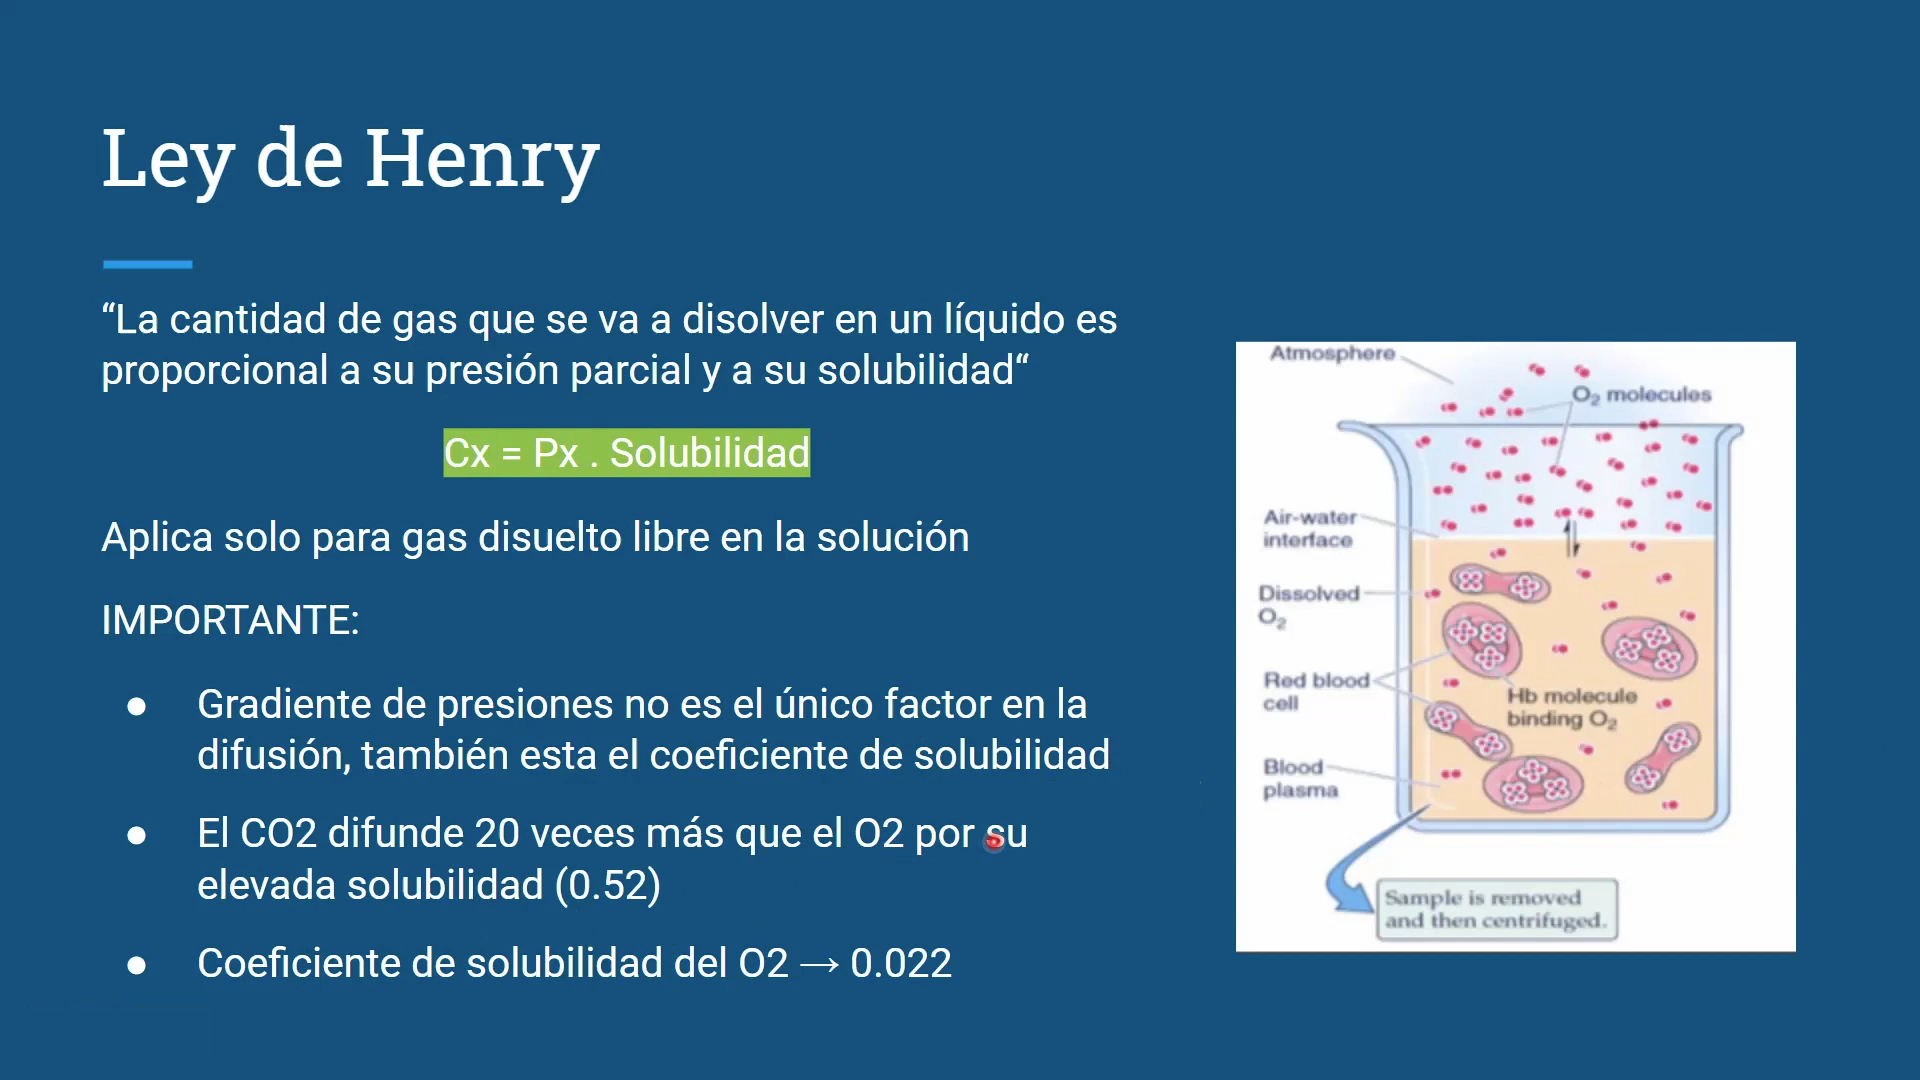 Ley de Henry
“La cantidad de gas que se va a disolver en un líquido es
proporcional a su presión parcial y a su solubilidad“
Cx = Px . Solubilidad
Aplica solo para gas disuelto libre en la solución
IMPORTANTE:
● Gradiente de presiones no es el único factor en la
difusión, también esta el coeficiente de solubilidad
● El CO2 difunde 20 veces más que el O2 por su
elevada solubilidad (0.52)
● Coeficiente de solubilidad del O2 → 0.022
Atmosphere
O₂ molecules
Air-water
interface
Dissolved
O₂
Red blood
cell
Hb molecule
binding O₂
Blood
plasma
Sample is removed
and then centrifuged.